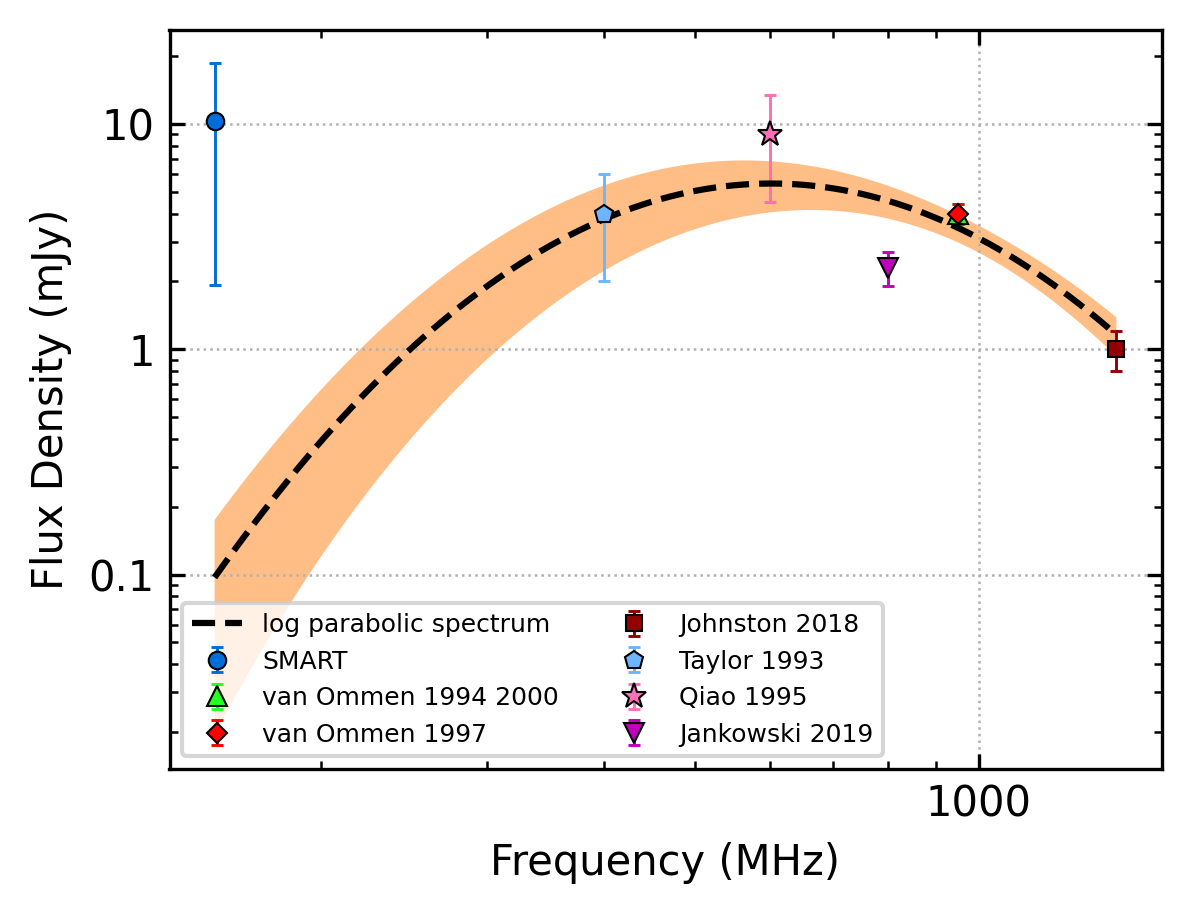 10
1
0.1
Flux Density (mJy)
log parabolic spectrum
SMART
van Ommen 1994 2000
van Ommen 1997
Johnston 2018
Taylor 1993
Qiao 1995
Jankowski 2019
1000
Frequency (MHz)